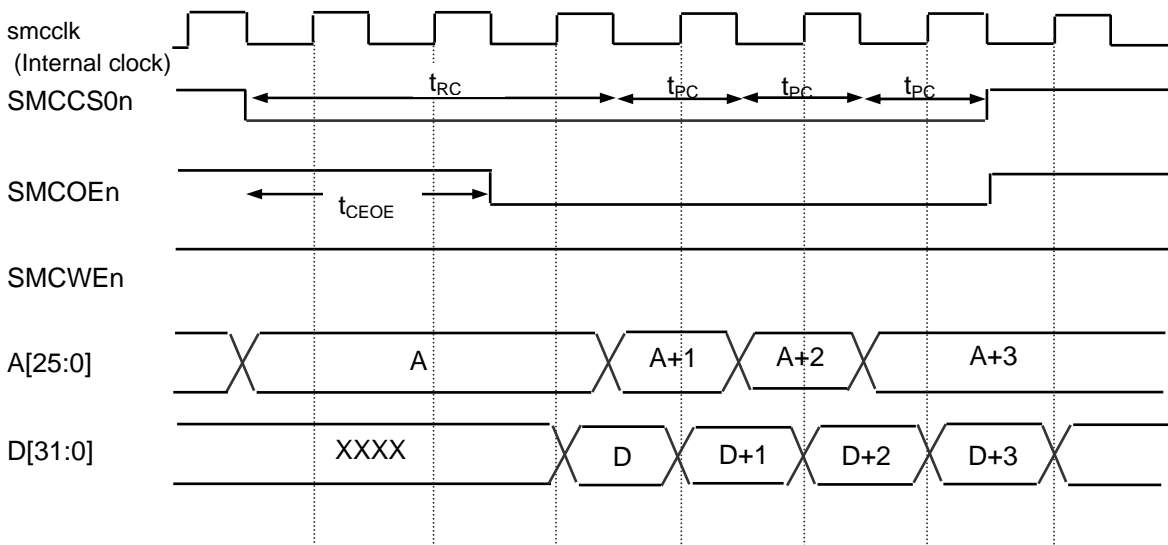 smcclk
(Internal clock)
SMCCS0n
tRC
tPC
tPC
tPC
SMCOEn
tCEOE
SMCWEn
A[25:0]
A
A+1
A+2
A+3
D[31:0]
XXXX
D
D+1
D+2
D+3